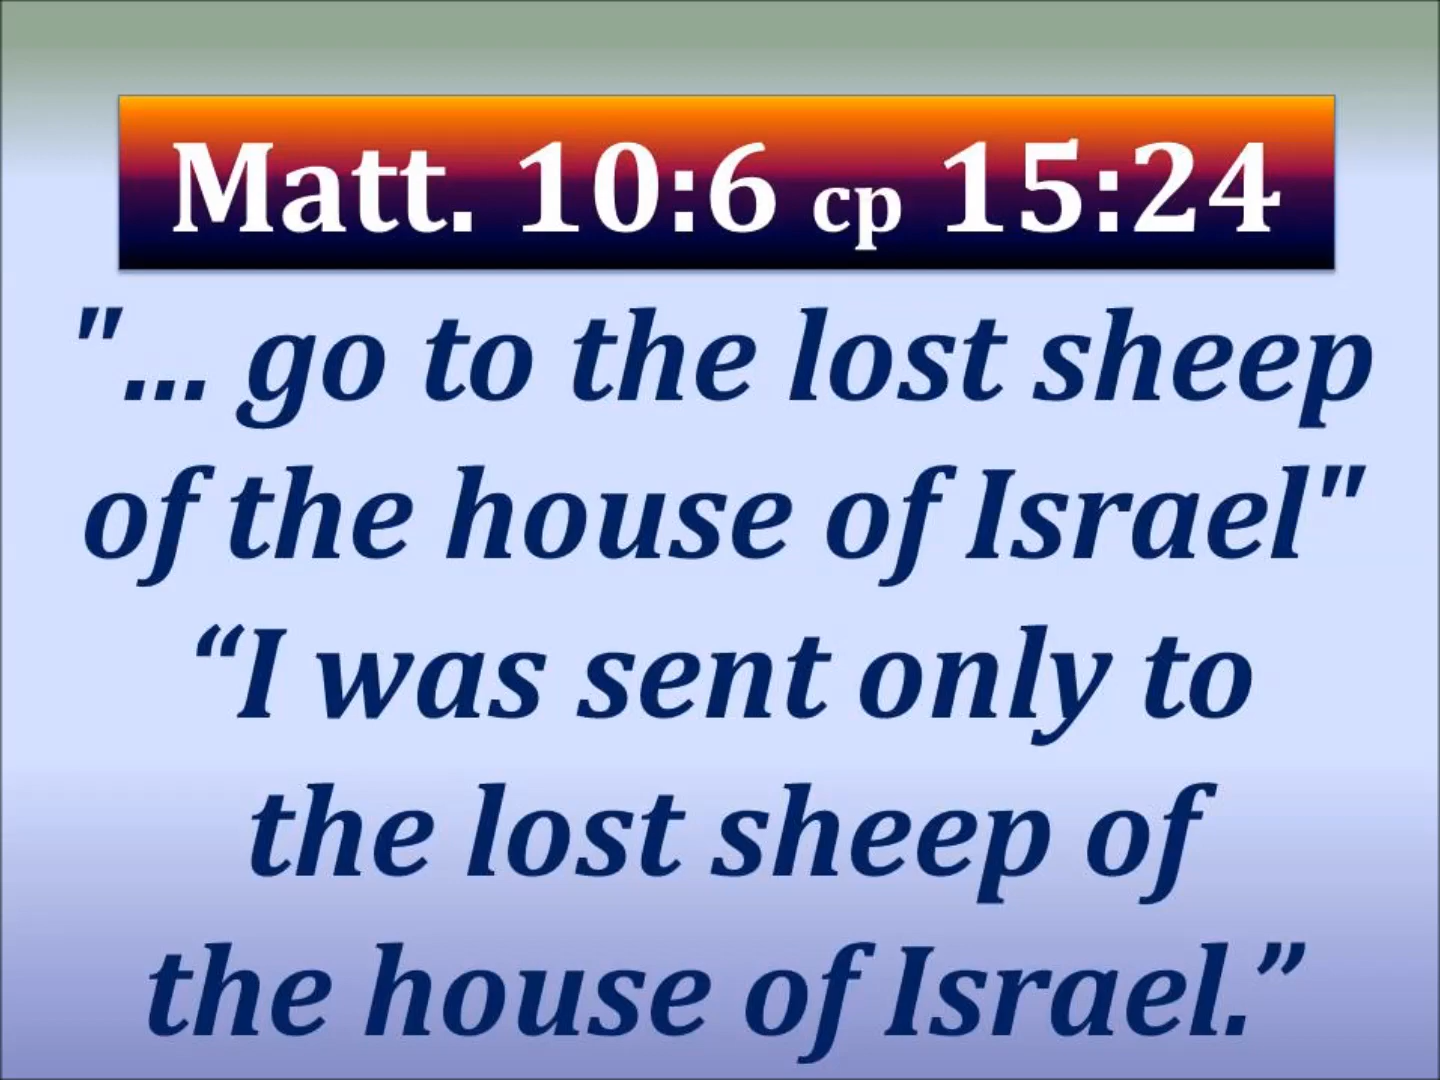 Matt. 10:6 cp 15:24
"... go to the lost sheep
of the house of Israel"
“I was sent only to
the lost sheep of
the house of Israel.”